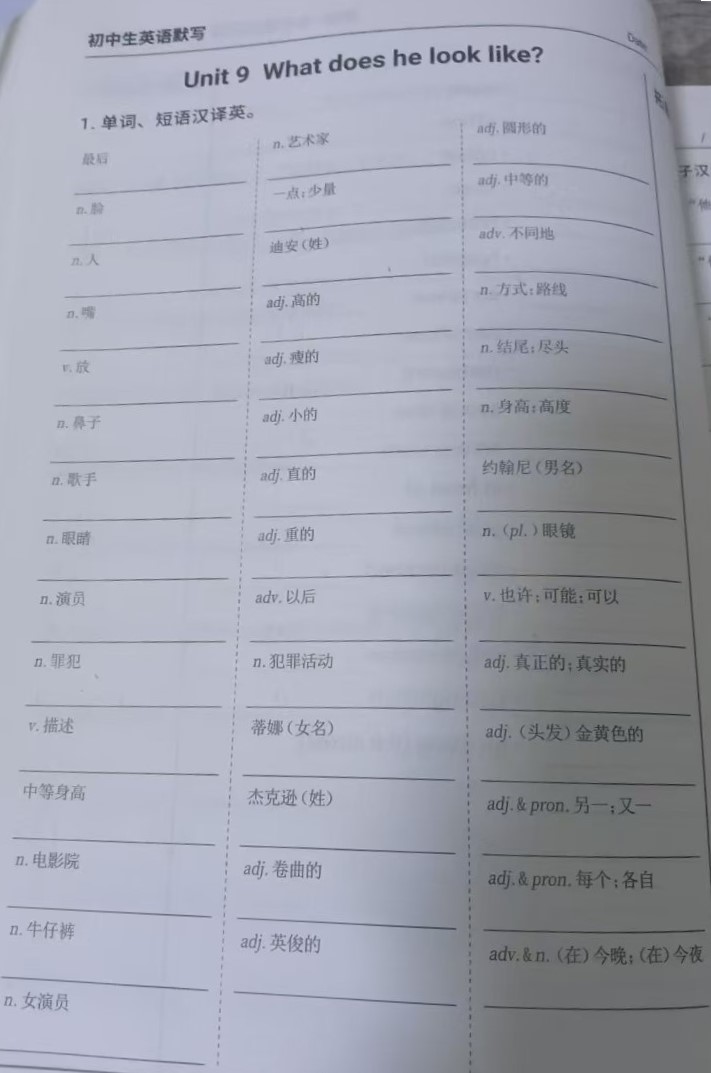 初中生英语默写
Date
Unit 9 What does he look like?
1. 单词、短语汉译英。
最后
n. 脸
n. 人
n. 嘴
v. 放
n. 鼻子
n. 歌手
n. 眼睛
n. 演员
n. 罪犯
v. 描述
中等身高
n. 电影院
n. 牛仔裤
n. 女演员
n. 艺术家
一点;少量
迪安(姓)
adj. 高的
adj. 瘦的
adj. 小的
adj. 直的
adj. 重的
adv. 以后
n. 犯罪活动
蒂娜(女名)
杰克逊(姓)
adj. 卷曲的
adj. 英俊的
adj. 圆形的
adj. 中等的
adv. 不同地
n. 方式;路线
n. 结尾;尽头
n. 身高;高度
约翰尼(男名)
n.(pl.)眼镜
v. 也许;可能;可以
adj. 真正的;真实的
adj.(头发)金黄色的
adj. & pron. 另一;又一
adj. & pron. 每个;各自
adv. & n.(在)今晚;(在)今夜
子汉
"他